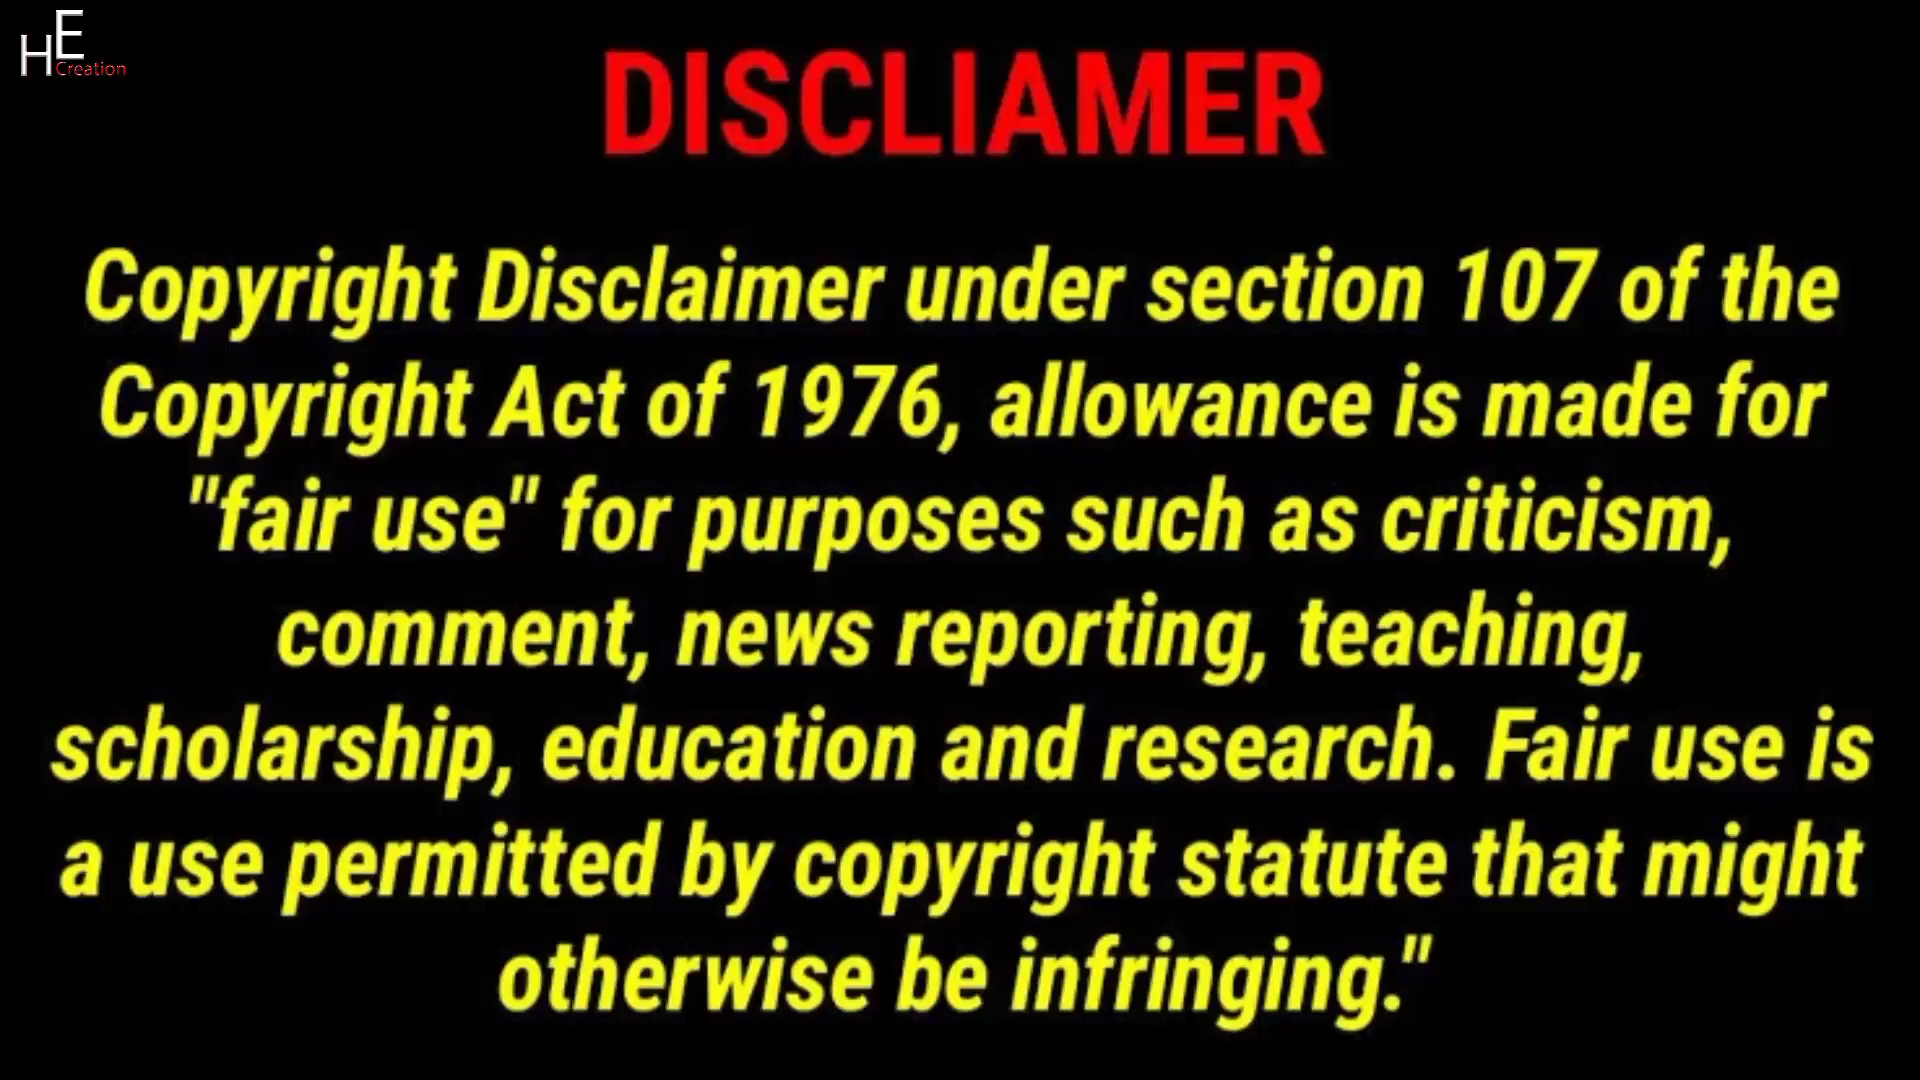 HE
Creation
DISCLIAMER
Copyright Disclaimer under section 107 of the
Copyright Act of 1976, allowance is made for
"fair use" for purposes such as criticism,
comment, news reporting, teaching,
scholarship, education and research. Fair use is
a use permitted by copyright statute that might
otherwise be infringing."